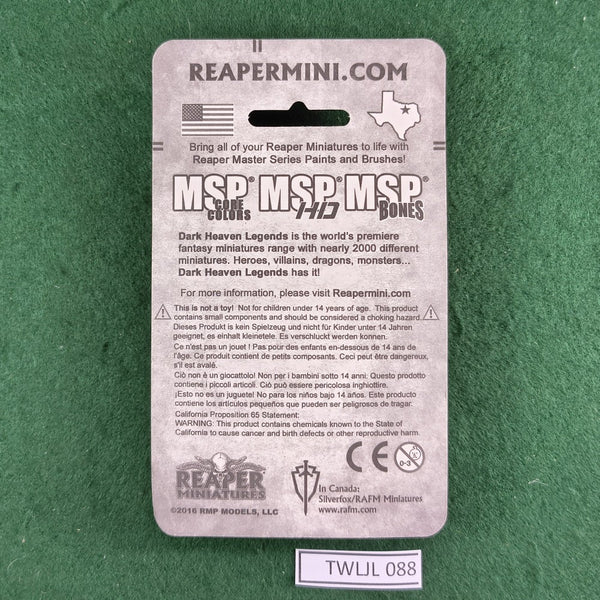 REAPERMINI.COM
Bring all of your Reaper Miniatures to life with
Reaper Master Series Paints and Brushes!
MSP® CORE COLORS MSP® HD MSP® BONES
Dark Heaven Legends is the world's premiere
fantasy miniatures range with nearly 2000 different
miniatures. Heroes, villains, dragons, monsters...
Dark Heaven Legends has it!
For more information, please visit Reapermini.com
This is not a toy! Not for children under 14 years of age. This product
contains small components and should be considered a choking hazard.
Dieses Produkt is kein Spielzeug und nicht für Kinder unter 14 Jahren
geeignet, es einhalt kleineteile. Es verschluckt werden konnen.
Ce n'est pas un jouet ! Pas pour des enfants en-dessous de 14 ans de
l'âge. Ce produit contient de petits composants. Ceci peut être dangereux,
s'il est avalé.
Ciò non è un giocattolo! Non per i bambini sotto 14 anni. Questo prodotto
contiene i piccoli articoli. Ciò può essere pericolosa inghiottire.
¡Esto no es un juguete! No para los niños bajo 14 años. Este producto
contiene los artículos pequeños que pueden ser peligrosos de tragar.
California Proposition 65 Statement:
WARNING: This product contains chemicals known to the State of
California to cause cancer and birth defects or other reproductive harm.
CE 0-3
REAPER
MINIATURES
©2016 RMP MODELS, LLC
In Canada:
Silverfox/RAFM Miniatures
www.rafm.com
TWLJL 088